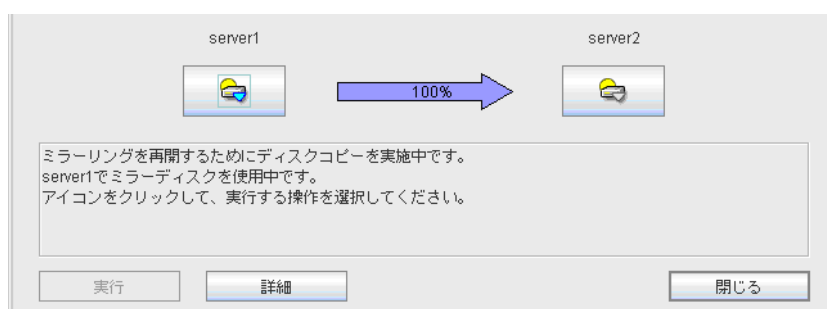 server1 server2
100%
ミラーリングを再開するためにディスクコピーを実施中です。
server1でミラーディスクを使用中です。
アイコンをクリックして、実行する操作を選択してください。
実行 詳細 閉じる